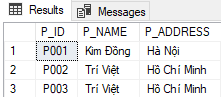 Results Messages
P_ID P_NAME P_ADDRESS
1 P001 Kim Đồng Hà Nội
2 P002 Trí Việt Hồ Chí Minh
3 P003 Trí Việt Hồ Chí Minh